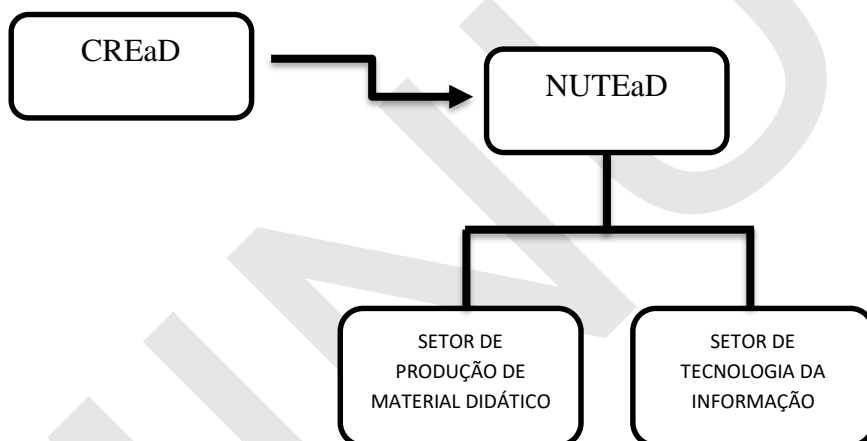 CREaD
NUTEaD
SETOR DE
PRODUÇÃO DE
MATERIAL DIDÁTICO
SETOR DE
TECNOLOGIA DA
INFORMAÇÃO